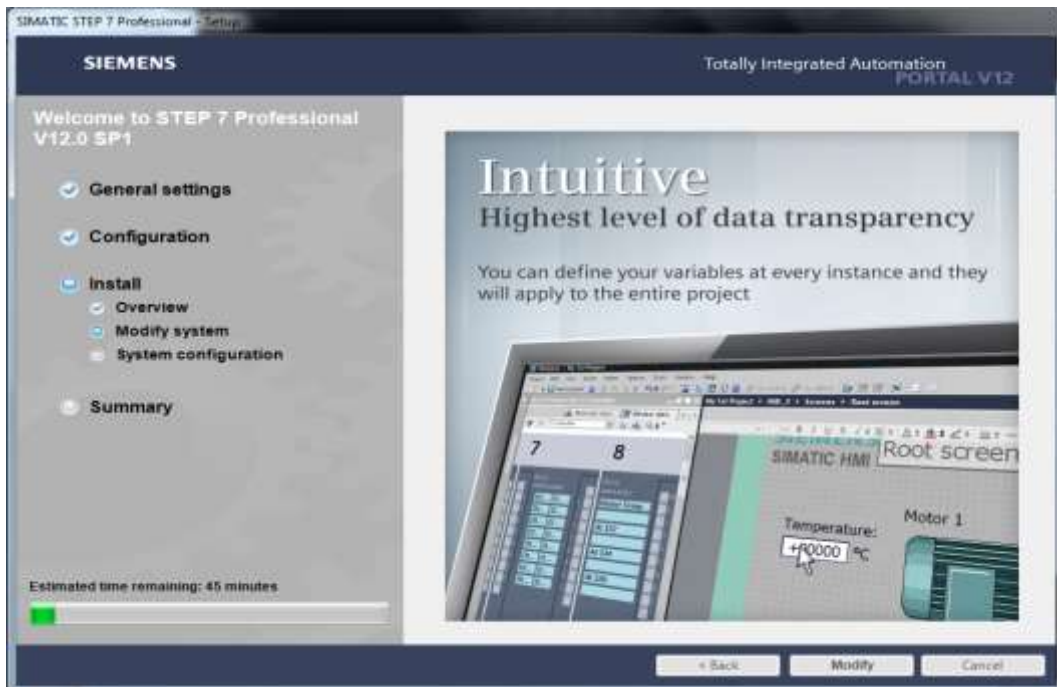 SIMATIC STEP 7 Professional - Setup
SIEMENS
Totally Integrated Automation
PORTAL V12
Welcome to STEP 7 Professional
V12.0 SP1
General settings
Configuration
Install
Overview
Modify system
System configuration
Summary
Estimated time remaining: 45 minutes
Intuitive
Highest level of data transparency
You can define your variables at every instance and they
will apply to the entire project
7
8
SIMATIC HMI
Root screen
Temperature:
+00000 °C
Motor 1
< Back
Modify
Cancel